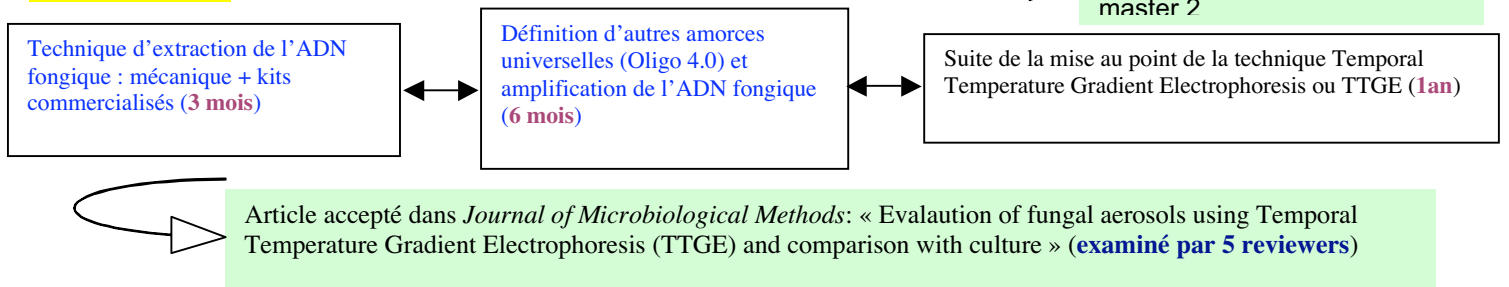 master 2
Technique d’extraction de l’ADN
fongique : mécanique + kits
commercialisés (3 mois)
Définition d’autres amorces
universelles (Oligo 4.0) et
amplification de l’ADN fongique
(6 mois)
Suite de la mise au point de la technique Temporal
Temperature Gradient Electrophoresis ou TTGE (1an)
Article accepté dans Journal of Microbiological Methods: « Evalaution of fungal aerosols using Temporal
Temperature Gradient Electrophoresis (TTGE) and comparison with culture » (examiné par 5 reviewers)